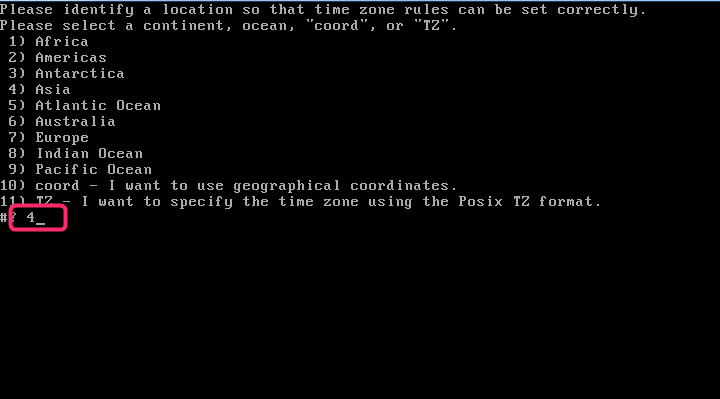 Please identify a location so that time zone rules can be set correctly.
Please select a continent, ocean, "coord", or "TZ".
1) Africa
2) Americas
3) Antarctica
4) Asia
5) Atlantic Ocean
6) Australia
7) Europe
8) Indian Ocean
9) Pacific Ocean
10) coord - I want to use geographical coordinates.
11) TZ - I want to specify the time zone using the Posix TZ format.
#? 4_